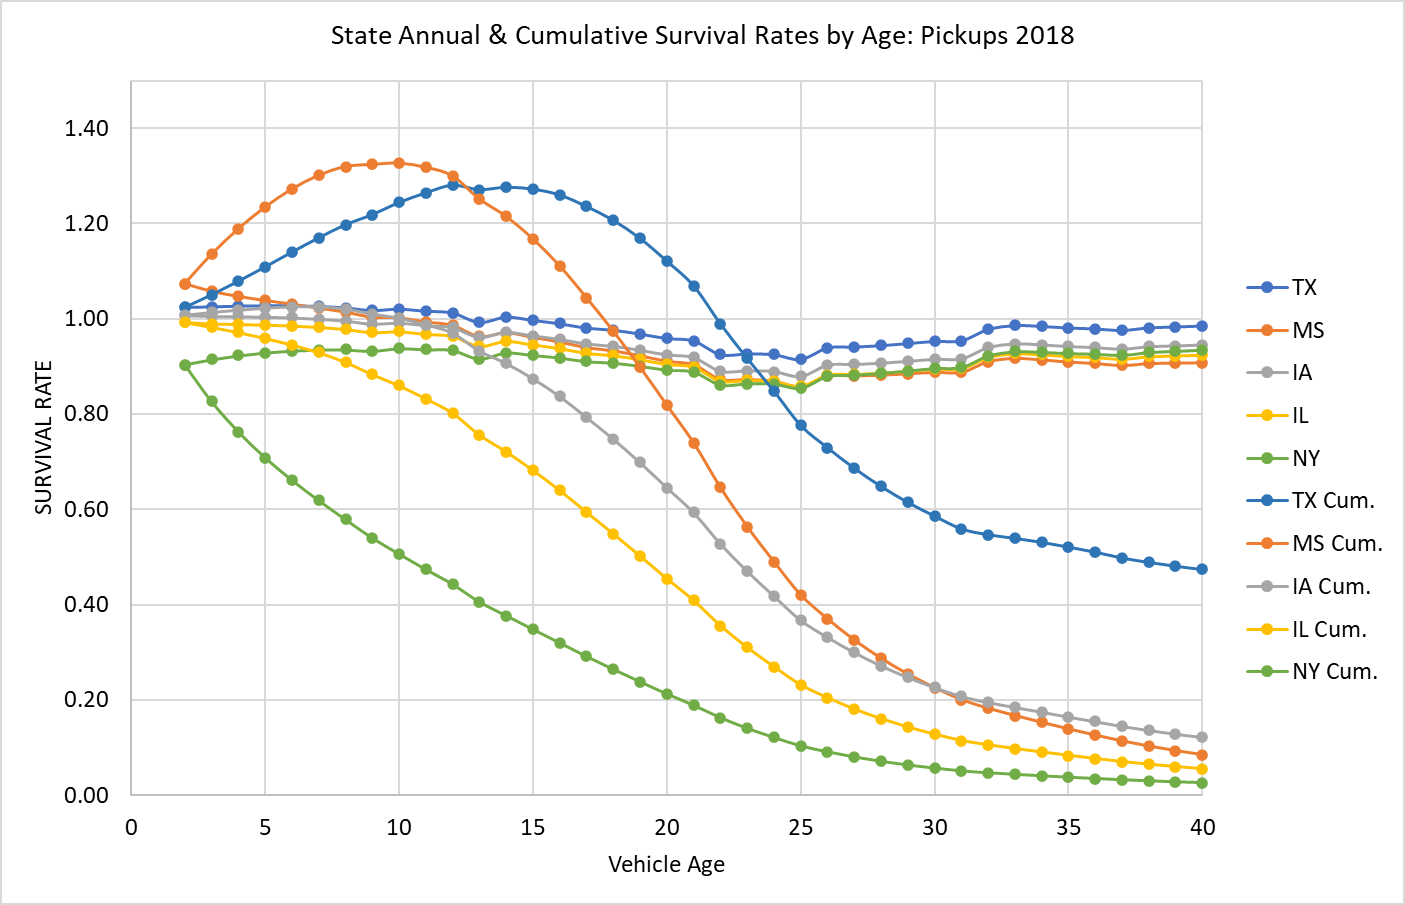 State Annual & Cumulative Survival Rates by Age: Pickups 2018
1.40
1.20
1.00
0.80
0.60
0.40
0.20
0.00
SURVIVAL RATE
0 5 10 15 20 25 30 35 40
Vehicle Age
TX
MS
IA
IL
NY
TX Cum.
MS Cum.
IA Cum.
IL Cum.
NY Cum.